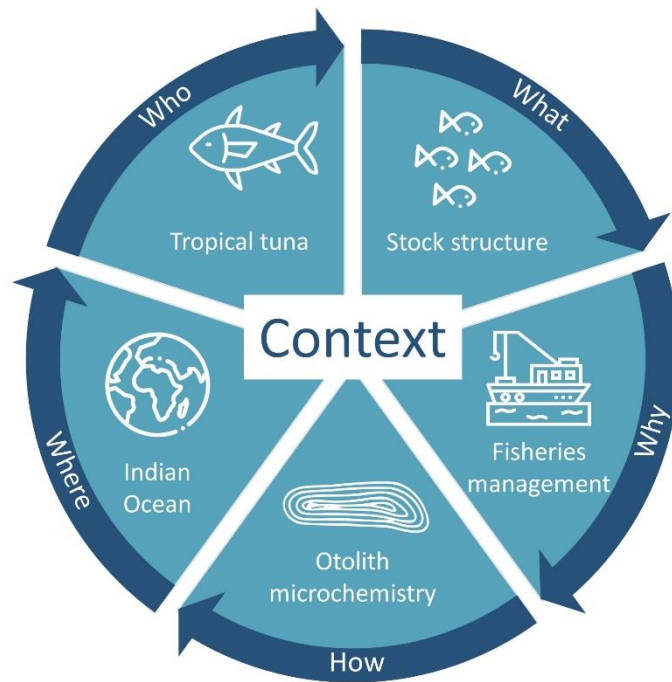 Who
Tropical tuna
What
Stock structure
Context
Why
Fisheries
management
How
Otolith
microchemistry
Where
Indian
Ocean